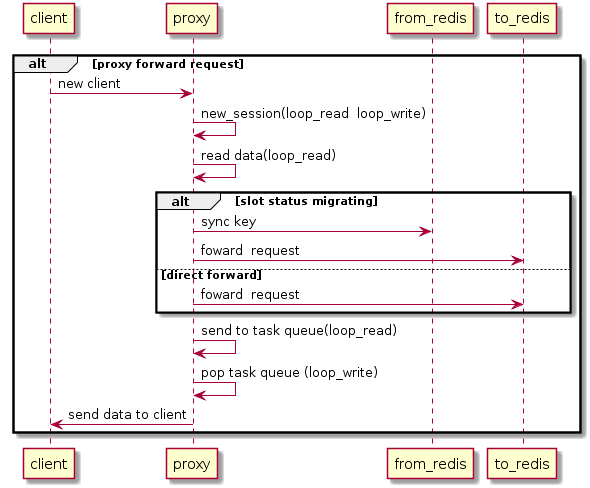 client proxy from_redis to_redis
alt [proxy forward request]
new client
new_session(loop_read  loop_write)
read data(loop_read)
alt [slot status migrating]
sync key
foward  request
[direct forward]
foward  request
send to task queue(loop_read)
pop task queue (loop_write)
send data to client
client proxy from_redis to_redis